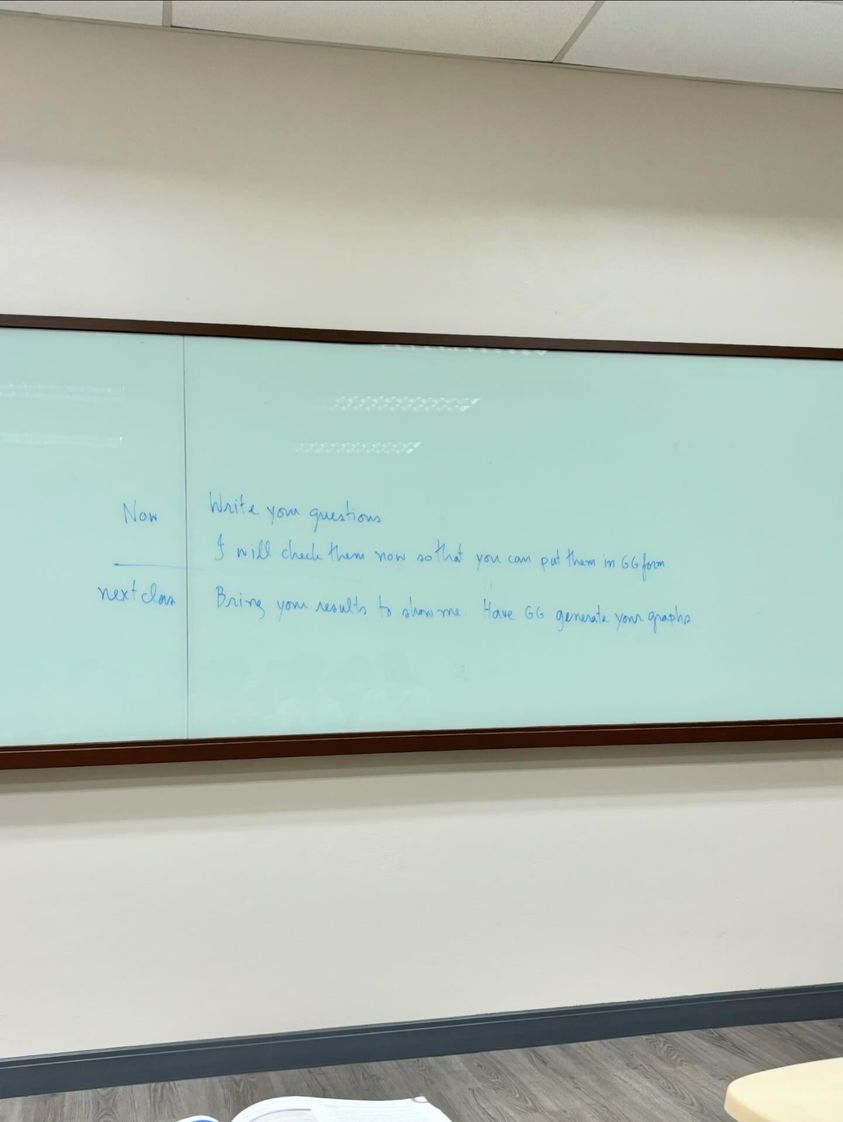 Now
Write your questions
I will check them now so that you can put them in GG form.
next class
Bring your results to show me. Have GG generate your graphs